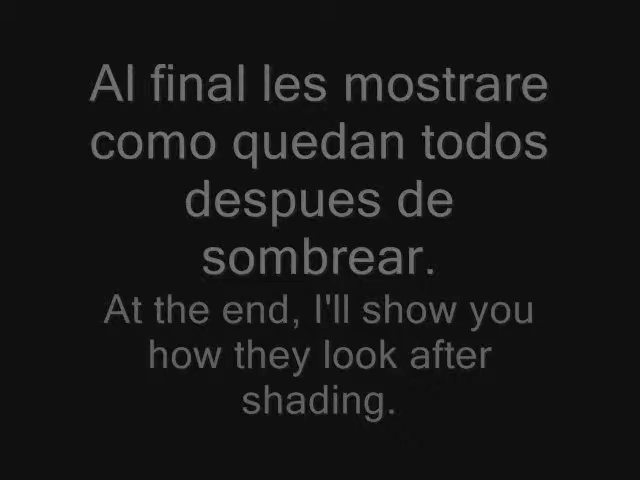 Al final les mostrare
como quedan todos
despues de
sombrear.
At the end, I'll show you
how they look after
shading.